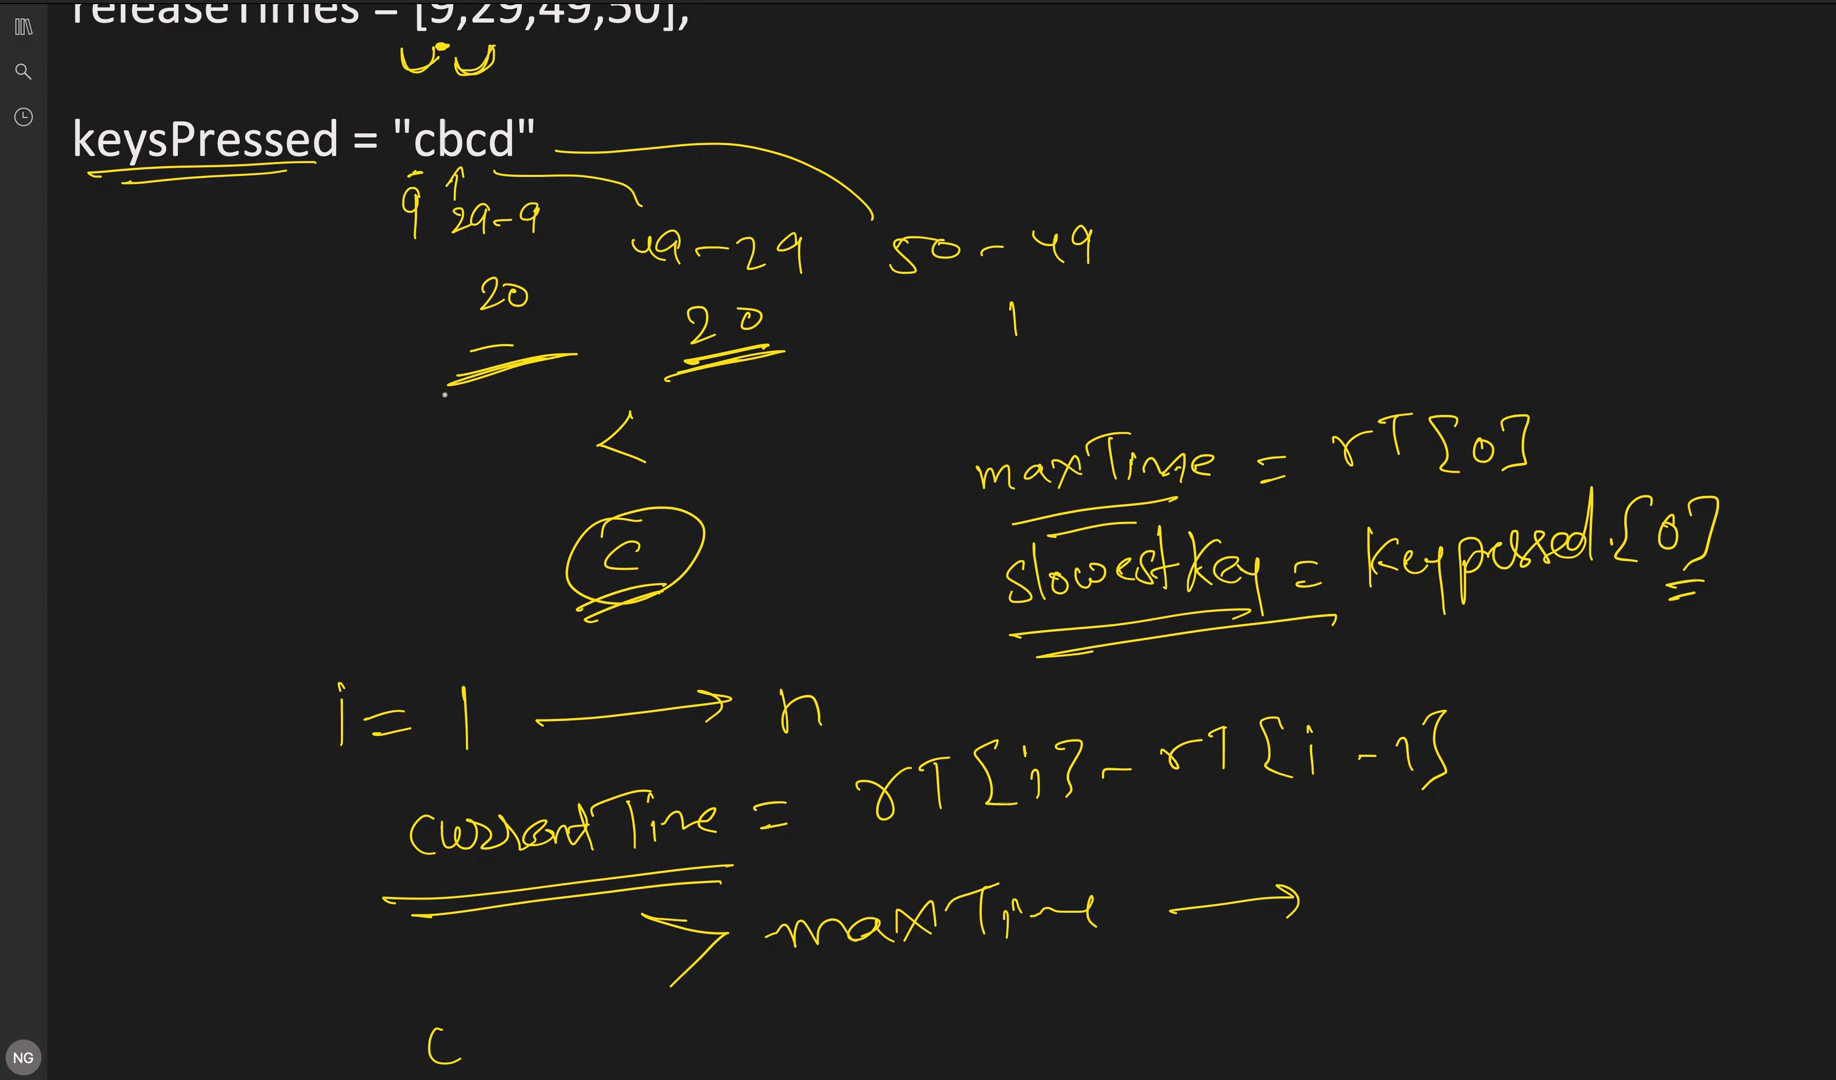 releaseTimes = [9,29,49,50],
keysPressed = "cbcd"
9 29-9 49-29 50-49
20 20 1
<
C
maxTime = rT[0]
slowestKey = Keypressed.[0]
i = 1 → n
currentTime = rT[i] - rT[i-1]
> maxTime →
C
NG